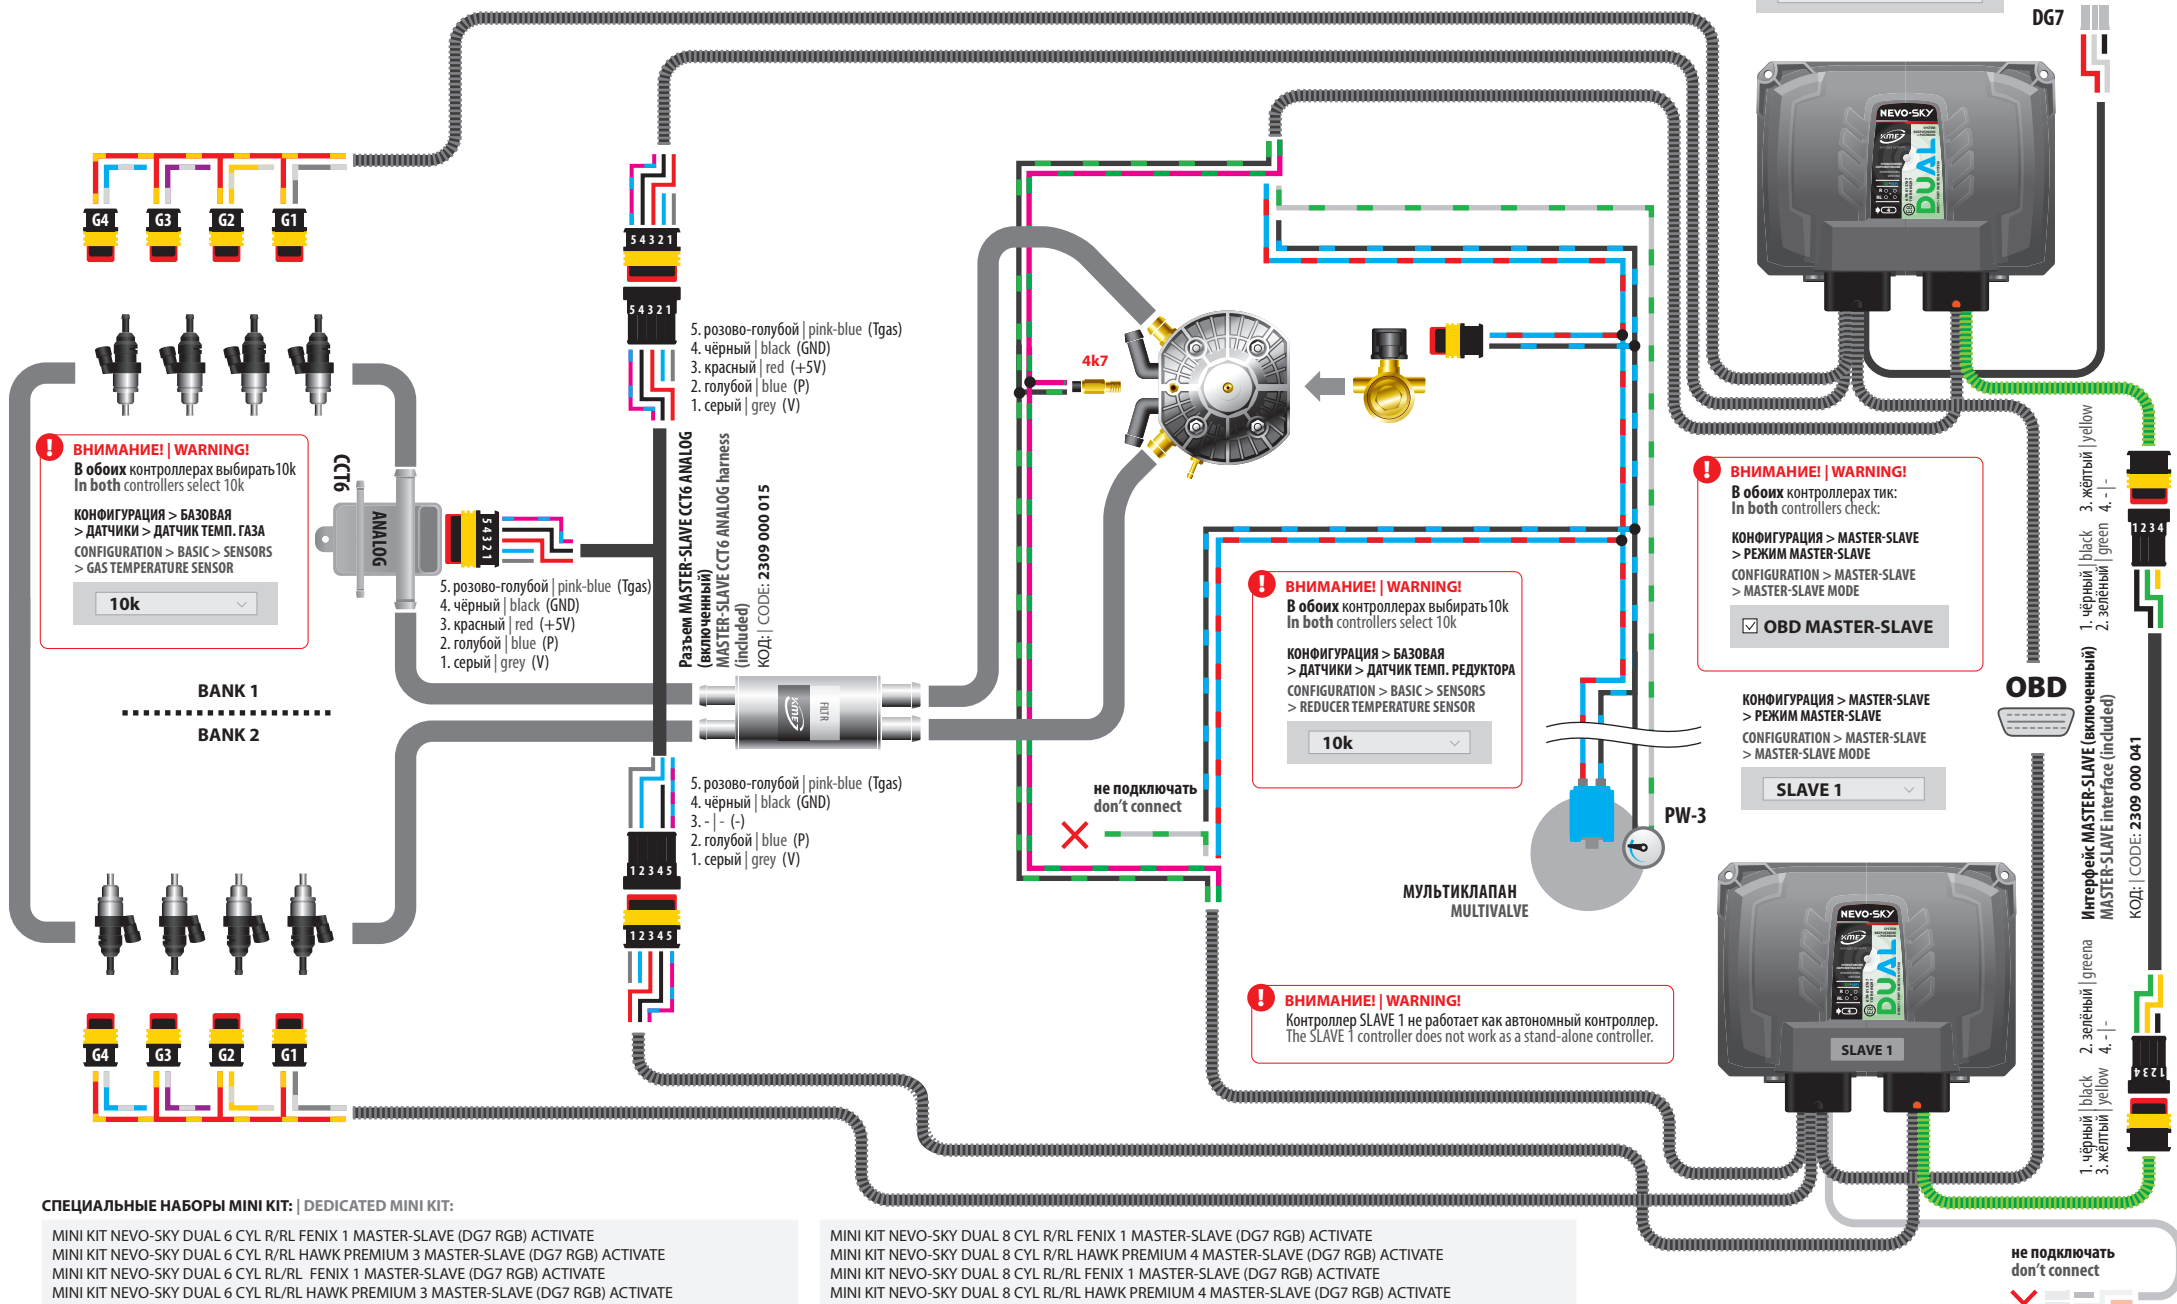 DG7
NEVO-SKY
KME
DUAL
G4 G3 G2 G1
5 4 3 2 1
5 4 3 2 1
5. розово-голубой | pink-blue (Tgas)
4. чёрный | black (GND)
3. красный | red (+5V)
2. голубой | blue (P)
1. серый | grey (V)
4k7
ВНИМАНИЕ! | WARNING!
В обоих контроллерах выбирать10k
In both controllers select 10k
КОНФИГУРАЦИЯ > БАЗОВАЯ
> ДАТЧИКИ > ДАТЧИК ТЕМП. ГАЗА
CONFIGURATION > BASIC > SENSORS
> GAS TEMPERATURE SENSOR
10k
CCT6
ANALOG
5 4 3 2 1
5. розово-голубой | pink-blue (Tgas)
4. чёрный | black (GND)
3. красный | red (+5V)
2. голубой | blue (P)
1. серый | grey (V)
Разъем MASTER-SLAVE CCT6 ANALOG
(включенный)
MASTER-SLAVE CCT6 ANALOG harness
(included)
КОД: | CODE: 2309 000 015
BANK 1
BANK 2
KME
FILTR
5. розово-голубой | pink-blue (Tgas)
4. чёрный | black (GND)
3. - | - (-)
2. голубой | blue (P)
1. серый | grey (V)
1 2 3 4 5
1 2 3 4 5
не подключать
don't connect
ВНИМАНИЕ! | WARNING!
В обоих контроллерах выбирать10k
In both controllers select 10k
КОНФИГУРАЦИЯ > БАЗОВАЯ
> ДАТЧИКИ > ДАТЧИК ТЕМП. РЕДУКТОРА
CONFIGURATION > BASIC > SENSORS
> REDUCER TEMPERATURE SENSOR
10k
PW-3
МУЛЬТИКЛАПАН
MULTIVALVE
ВНИМАНИЕ! | WARNING!
В обоих контроллерах тик:
In both controllers check:
КОНФИГУРАЦИЯ > MASTER-SLAVE
> РЕЖИМ MASTER-SLAVE
CONFIGURATION > MASTER-SLAVE
> MASTER-SLAVE MODE
OBD MASTER-SLAVE
КОНФИГУРАЦИЯ > MASTER-SLAVE
> РЕЖИМ MASTER-SLAVE
CONFIGURATION > MASTER-SLAVE
> MASTER-SLAVE MODE
SLAVE 1
OBD
1. чёрный | black 3. жёлтый | yellow
2. зелёный | green 4. - | -
1 2 3 4
Интерфейс MASTER-SLAVE (включенный)
MASTER-SLAVE interface (included)
КОД: | CODE: 2309 000 041
1. чёрный | black 2. зелёный | greena
3. жёлтый | yellow 4. - | -
1 2 3 4
ВНИМАНИЕ! | WARNING!
Контроллер SLAVE 1 не работает как автономный контроллер.
The SLAVE 1 controller does not work as a stand-alone controller.
NEVO-SKY
KME
DUAL
SLAVE 1
G4 G3 G2 G1
СПЕЦИАЛЬНЫЕ НАБОРЫ MINI KIT: | DEDICATED MINI KIT:
MINI KIT NEVO-SKY DUAL 6 CYL R/RL FENIX 1 MASTER-SLAVE (DG7 RGB) ACTIVATE
MINI KIT NEVO-SKY DUAL 6 CYL R/RL HAWK PREMIUM 3 MASTER-SLAVE (DG7 RGB) ACTIVATE
MINI KIT NEVO-SKY DUAL 6 CYL RL/RL FENIX 1 MASTER-SLAVE (DG7 RGB) ACTIVATE
MINI KIT NEVO-SKY DUAL 6 CYL RL/RL HAWK PREMIUM 3 MASTER-SLAVE (DG7 RGB) ACTIVATE
MINI KIT NEVO-SKY DUAL 8 CYL R/RL FENIX 1 MASTER-SLAVE (DG7 RGB) ACTIVATE
MINI KIT NEVO-SKY DUAL 8 CYL R/RL HAWK PREMIUM 4 MASTER-SLAVE (DG7 RGB) ACTIVATE
MINI KIT NEVO-SKY DUAL 8 CYL RL/RL FENIX 1 MASTER-SLAVE (DG7 RGB) ACTIVATE
MINI KIT NEVO-SKY DUAL 8 CYL RL/RL HAWK PREMIUM 4 MASTER-SLAVE (DG7 RGB) ACTIVATE
не подключать
don't connect